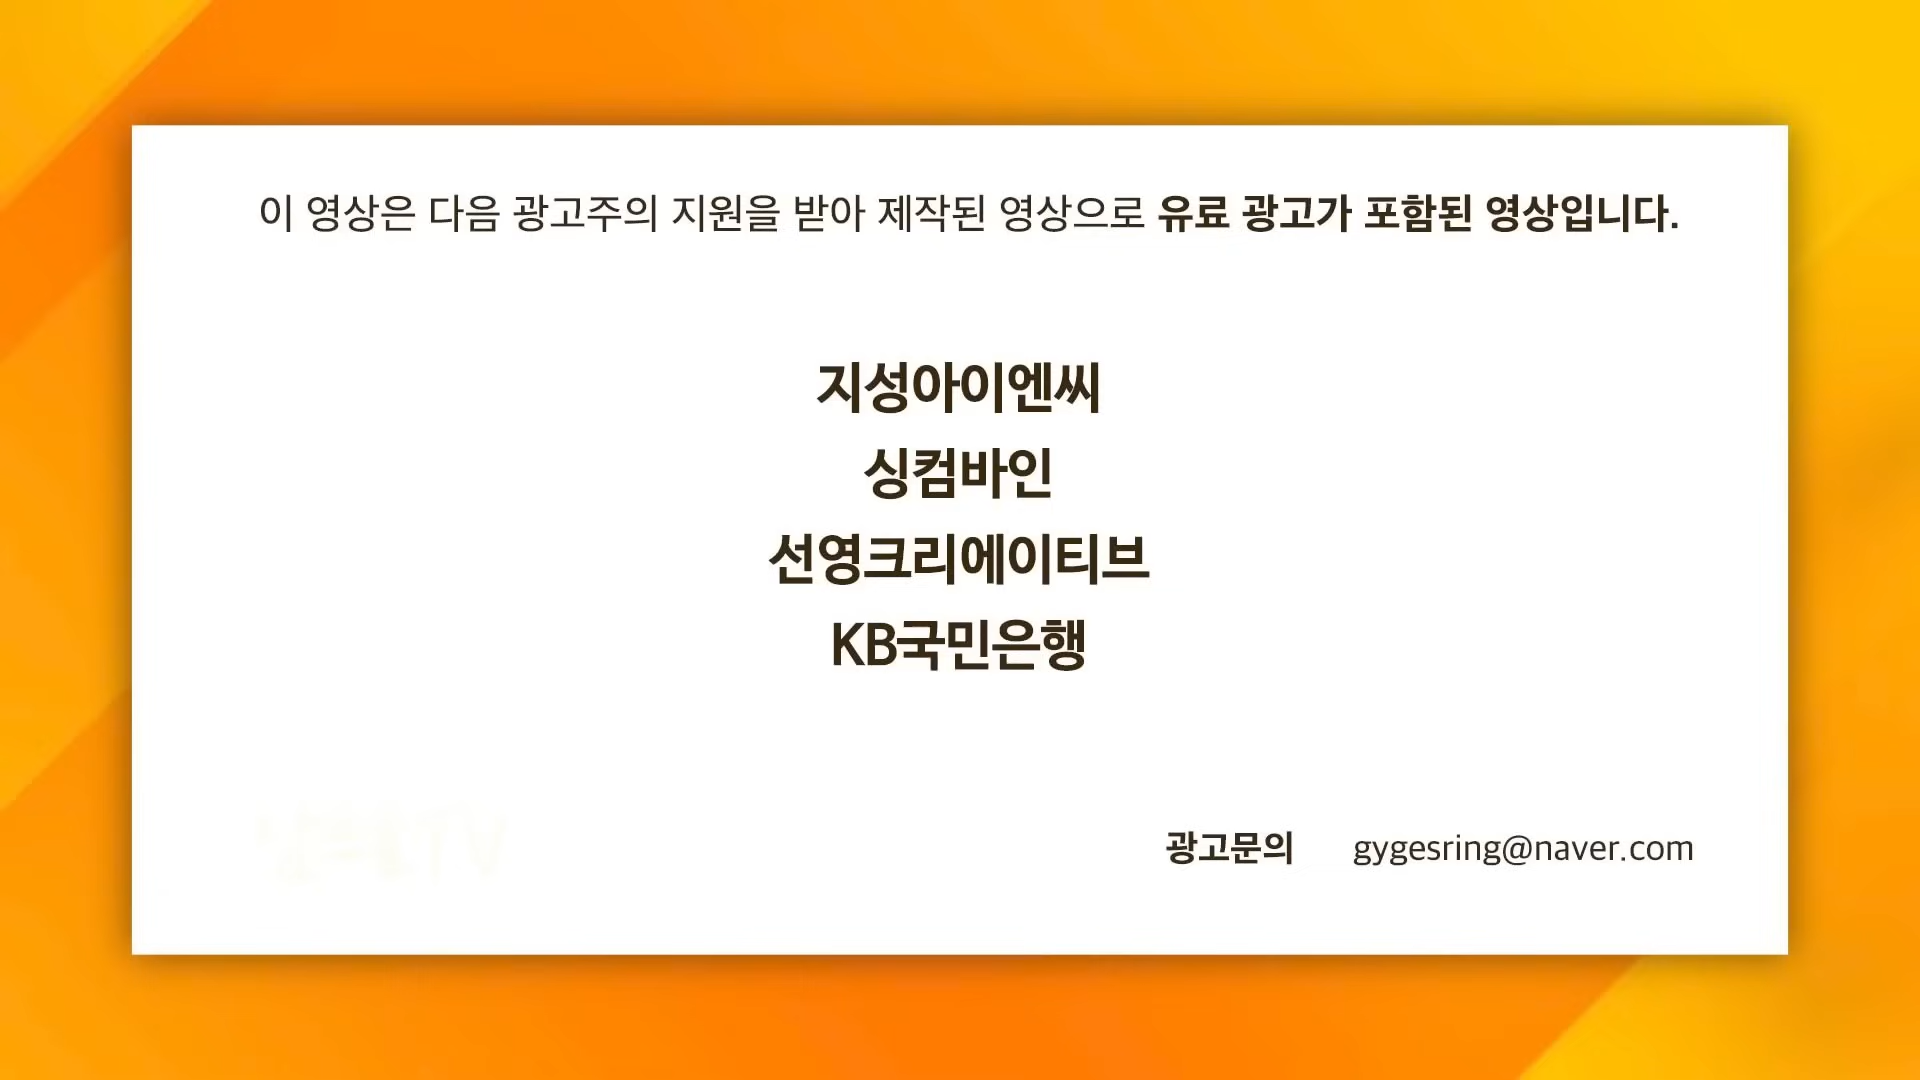 이 영상은 다음 광고주의 지원을 받아 제작된 영상으로 유료 광고가 포함된 영상입니다.
지성아이엔씨
싱컴바인
선영크리에이티브
KB국민은행
광고문의 gygesring@naver.com